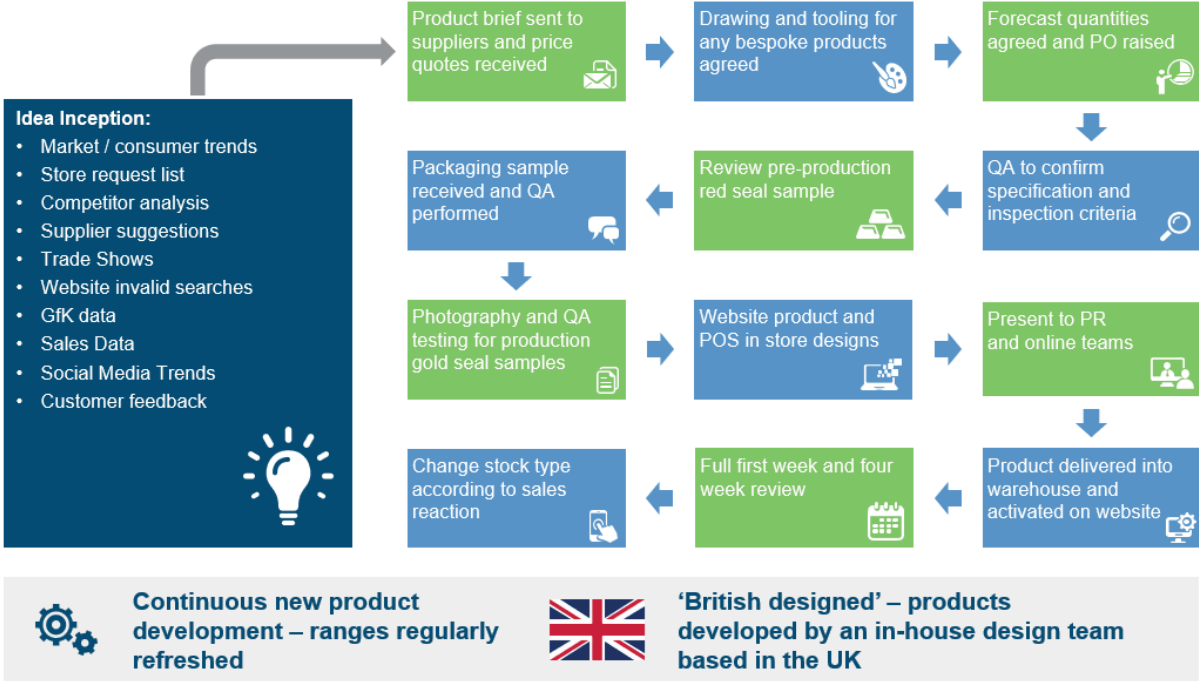 Product brief sent to
suppliers and price
quotes received
Drawing and tooling for
any bespoke products
agreed
Forecast quantities
agreed and PO raised
Idea Inception:
• Market / consumer trends
• Store request list
• Competitor analysis
• Supplier suggestions
• Trade Shows
• Website invalid searches
• GfK data
• Sales Data
• Social Media Trends
• Customer feedback
QA to confirm
specification and
inspection criteria
Review pre-production
red seal sample
Packaging sample
received and QA
performed
Photography and QA
testing for production
gold seal samples
Website product and
POS in store designs
Present to PR
and online teams
Product delivered into
warehouse and
activated on website
Full first week and four
week review
Change stock type
according to sales
reaction
Continuous new product
development – ranges regularly
refreshed
‘British designed’ – products
developed by an in-house design team
based in the UK